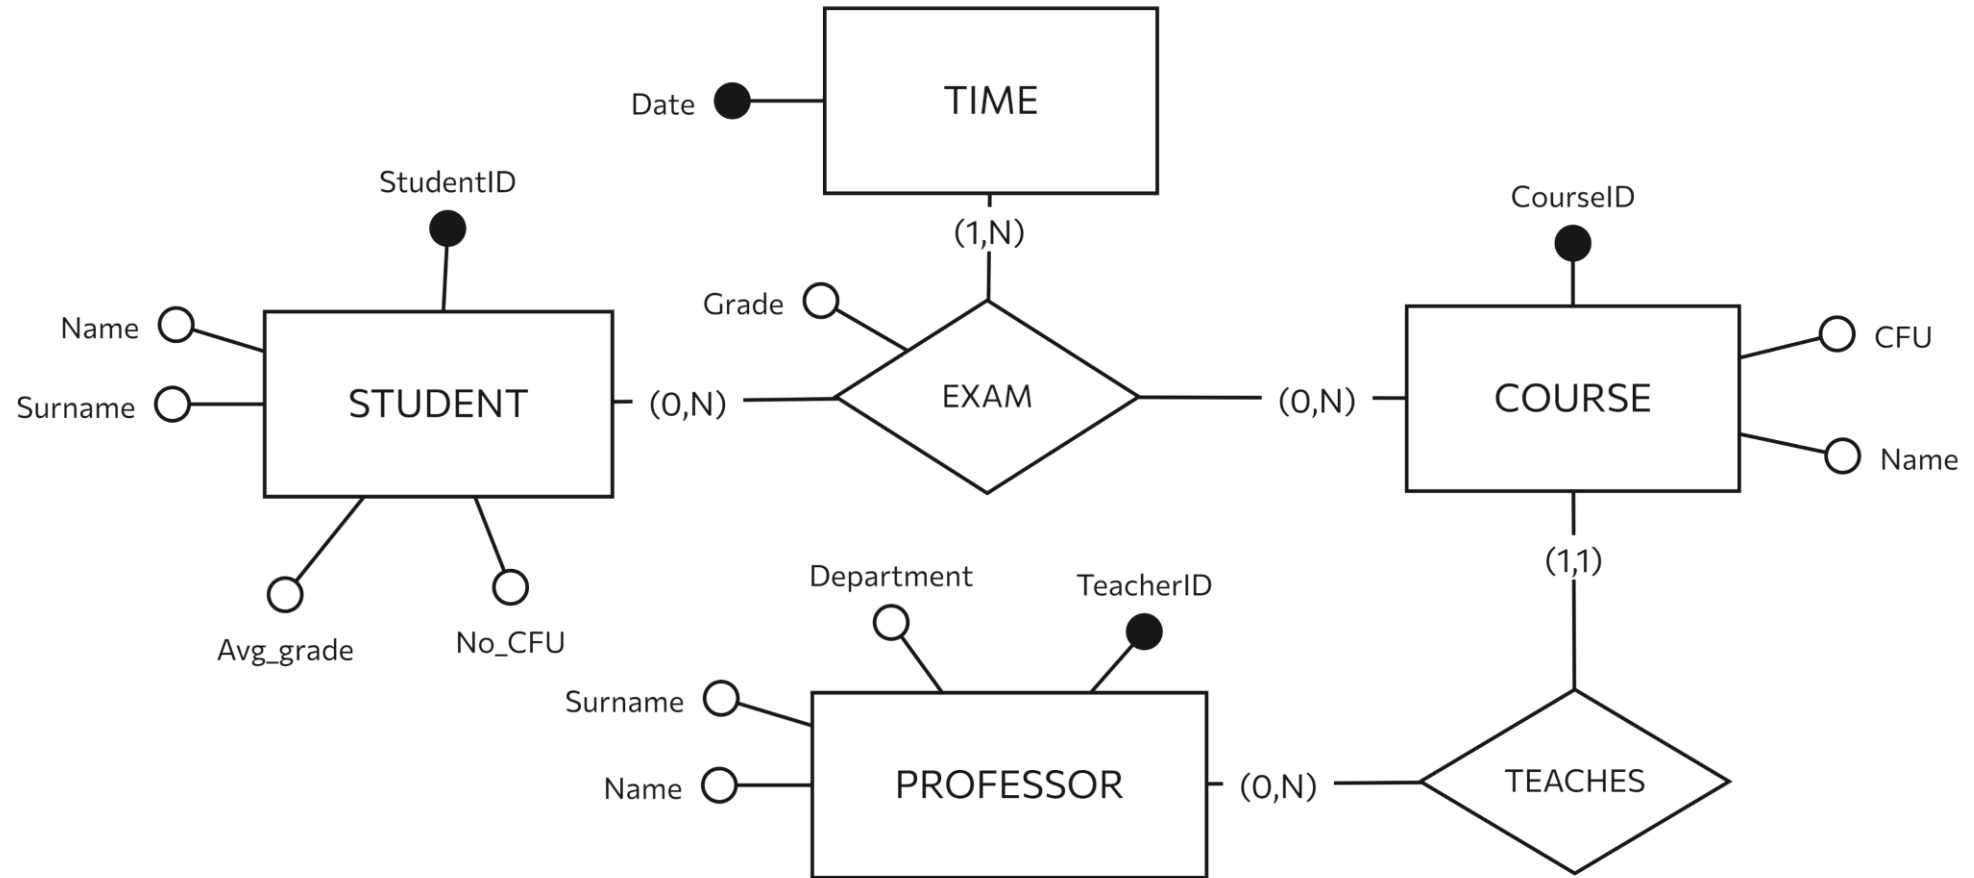 TIME
Date
StudentID
CourseID
(1,N)
Grade
Name
CFU
Surname
STUDENT
(0,N)
EXAM
(0,N)
COURSE
Name
(1,1)
Department
TeacherID
Avg_grade
No_CFU
Surname
Name
PROFESSOR
(0,N)
TEACHES